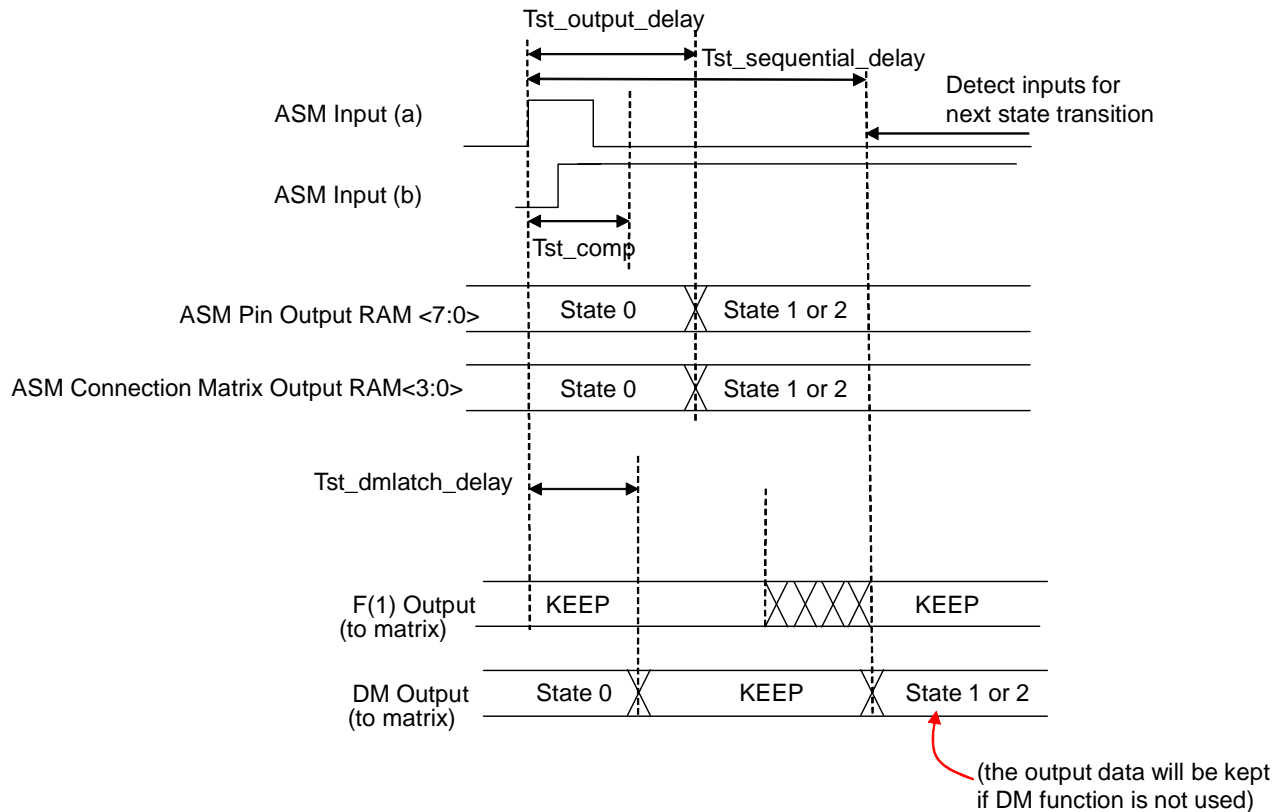 Tst_output_delay
Tst_sequential_delay
Detect inputs for
next state transition
ASM Input (a)
ASM Input (b)
Tst_comp
ASM Pin Output RAM <7:0>
State 0
State 1 or 2
ASM Connection Matrix Output RAM<3:0>
State 0
State 1 or 2
Tst_dmlatch_delay
F(1) Output
(to matrix)
KEEP
KEEP
DM Output
(to matrix)
State 0
KEEP
State 1 or 2
(the output data will be kept
if DM function is not used)